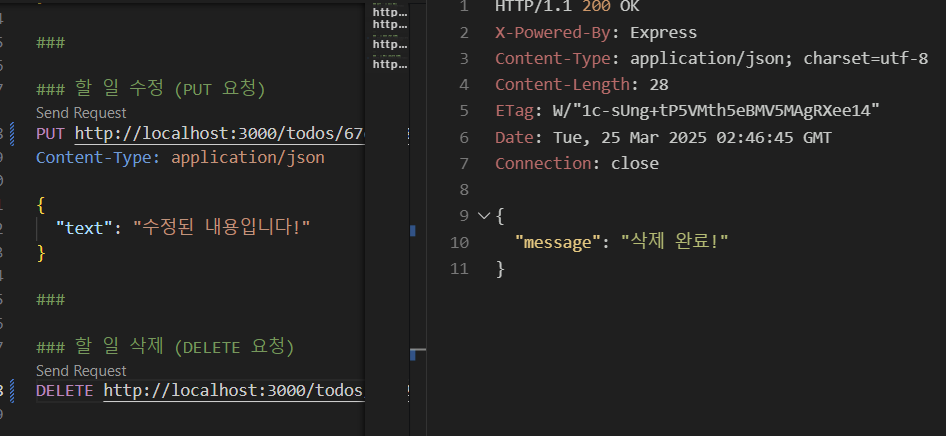 ###
### 할 일 수정 (PUT 요청)
Send Request
PUT http://localhost:3000/todos/67
Content-Type: application/json
{
"text": "수정된 내용입니다!"
}
###
### 할 일 삭제 (DELETE 요청)
Send Request
DELETE http://localhost:3000/todos
http...
http...
http...
http...
1 HTTP/1.1 200 OK
2 X-Powered-By: Express
3 Content-Type: application/json; charset=utf-8
4 Content-Length: 28
5 ETag: W/"1c-sUng+tP5VMth5eBMV5MAgRXee14"
6 Date: Tue, 25 Mar 2025 02:46:45 GMT
7 Connection: close
8
9 {
10 "message": "삭제 완료!"
11 }